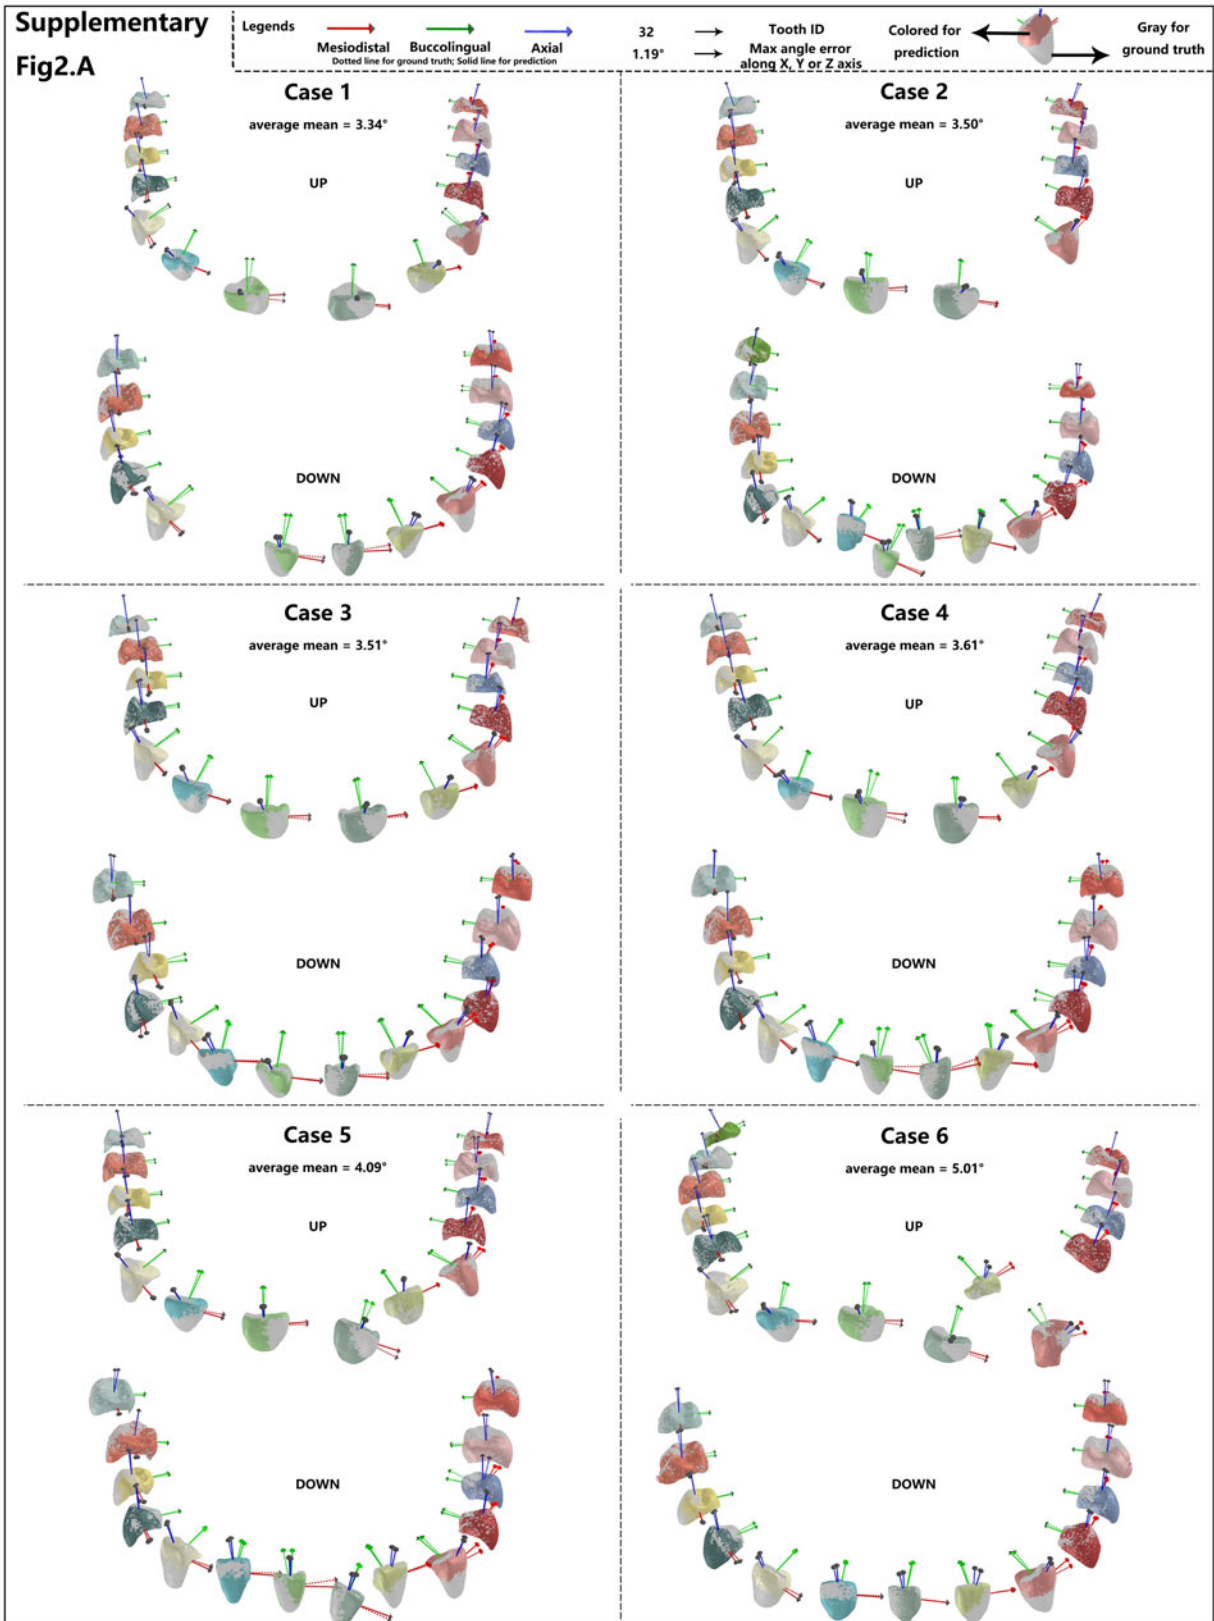 Supplementary
Fig2.A
Legends
Mesiodistal
Buccolingual
Axial
Dotted line for ground truth; Solid line for prediction
32
Tooth ID
1.19°
Max angle error
along X, Y or Z axis
Colored for
prediction
Gray for
ground truth
Case 1
average mean = 3.34°
UP
DOWN
Case 2
average mean = 3.50°
UP
DOWN
Case 3
average mean = 3.51°
UP
DOWN
Case 4
average mean = 3.61°
UP
DOWN
Case 5
average mean = 4.09°
UP
DOWN
Case 6
average mean = 5.01°
UP
DOWN